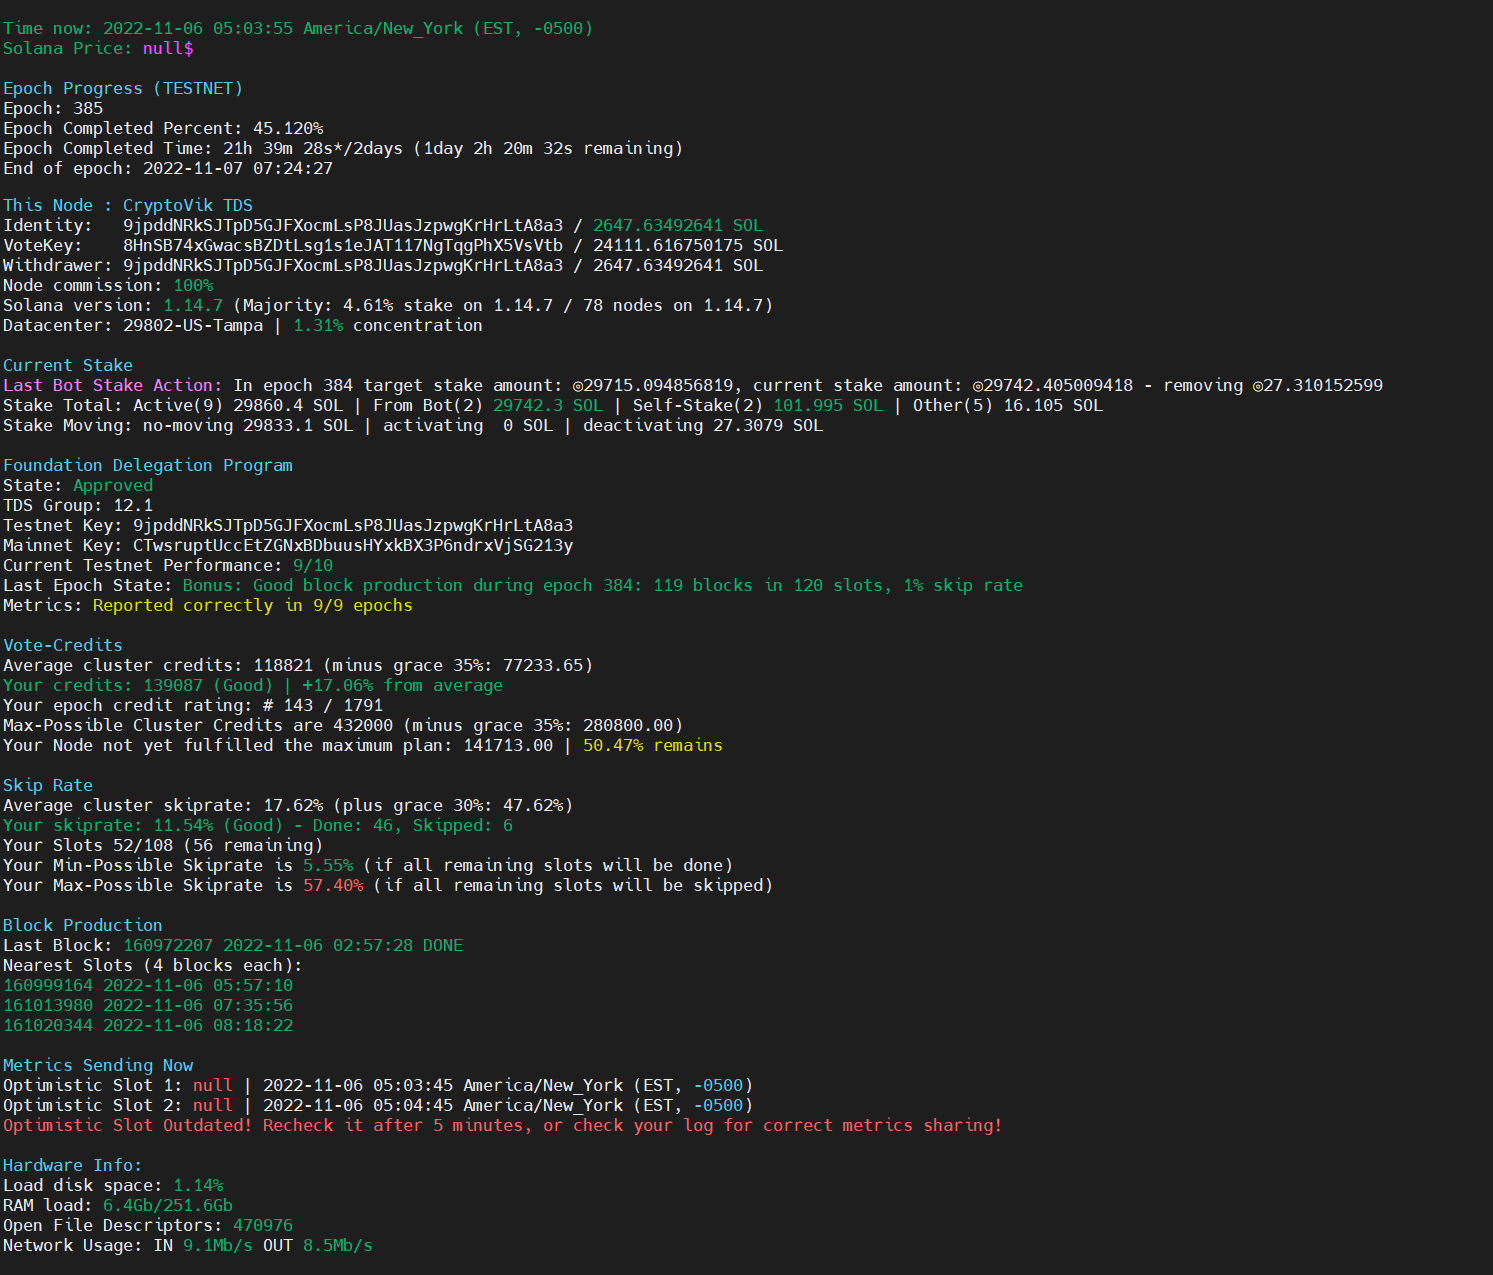 Time now: 2022-11-06 05:03:55 America/New_York (EST, -0500)
Solana Price: null$
Epoch Progress (TESTNET)
Epoch: 385
Epoch Completed Percent: 45.120%
Epoch Completed Time: 21h 39m 28s*/2days (1day 2h 20m 32s remaining)
End of epoch: 2022-11-07 07:24:27
This Node : CryptoVik TDS
Identity:   9jpddNRkSJTpD5GJFXocmLsP8JUasJzpwgKrHrLtA8a3 / 2647.63492641 SOL
VoteKey:    8HnSB74xGwacsBZDtLsg1s1eJAT117NgTqgPhX5VsVtb / 24111.616750175 SOL
Withdrawer: 9jpddNRkSJTpD5GJFXocmLsP8JUasJzpwgKrHrLtA8a3 / 2647.63492641 SOL
Node commission: 100%
Solana version: 1.14.7 (Majority: 4.61% stake on 1.14.7 / 78 nodes on 1.14.7)
Datacenter: 29802-US-Tampa | 1.31% concentration
Current Stake
Last Bot Stake Action: In epoch 384 target stake amount: ◎29715.094856819, current stake amount: ◎29742.405009418 - removing ◎27.310152599
Stake Total: Active(9) 29860.4 SOL | From Bot(2) 29742.3 SOL | Self-Stake(2) 101.995 SOL | Other(5) 16.105 SOL
Stake Moving: no-moving 29833.1 SOL | activating  0 SOL | deactivating 27.3079 SOL
Foundation Delegation Program
State: Approved
TDS Group: 12.1
Testnet Key: 9jpddNRkSJTpD5GJFXocmLsP8JUasJzpwgKrHrLtA8a3
Mainnet Key: CTwsruptUccEtZGNxBDbuusHYxkBX3P6ndrxVjSG213y
Current Testnet Performance: 9/10
Last Epoch State: Bonus: Good block production during epoch 384: 119 blocks in 120 slots, 1% skip rate
Metrics: Reported correctly in 9/9 epochs
Vote-Credits
Average cluster credits: 118821 (minus grace 35%: 77233.65)
Your credits: 139087 (Good) | +17.06% from average
Your epoch credit rating: # 143 / 1791
Max-Possible Cluster Credits are 432000 (minus grace 35%: 280800.00)
Your Node not yet fulfilled the maximum plan: 141713.00 | 50.47% remains
Skip Rate
Average cluster skiprate: 17.62% (plus grace 30%: 47.62%)
Your skiprate: 11.54% (Good) - Done: 46, Skipped: 6
Your Slots 52/108 (56 remaining)
Your Min-Possible Skiprate is 5.55% (if all remaining slots will be done)
Your Max-Possible Skiprate is 57.40% (if all remaining slots will be skipped)
Block Production
Last Block: 160972207 2022-11-06 02:57:28 DONE
Nearest Slots (4 blocks each):
160999164 2022-11-06 05:57:10
161013980 2022-11-06 07:35:56
161020344 2022-11-06 08:18:22
Metrics Sending Now
Optimistic Slot 1: null | 2022-11-06 05:03:45 America/New_York (EST, -0500)
Optimistic Slot 2: null | 2022-11-06 05:04:45 America/New_York (EST, -0500)
Optimistic Slot Outdated! Recheck it after 5 minutes, or check your log for correct metrics sharing!
Hardware Info:
Load disk space: 1.14%
RAM load: 6.4Gb/251.6Gb
Open File Descriptors: 470976
Network Usage: IN 9.1Mb/s OUT 8.5Mb/s